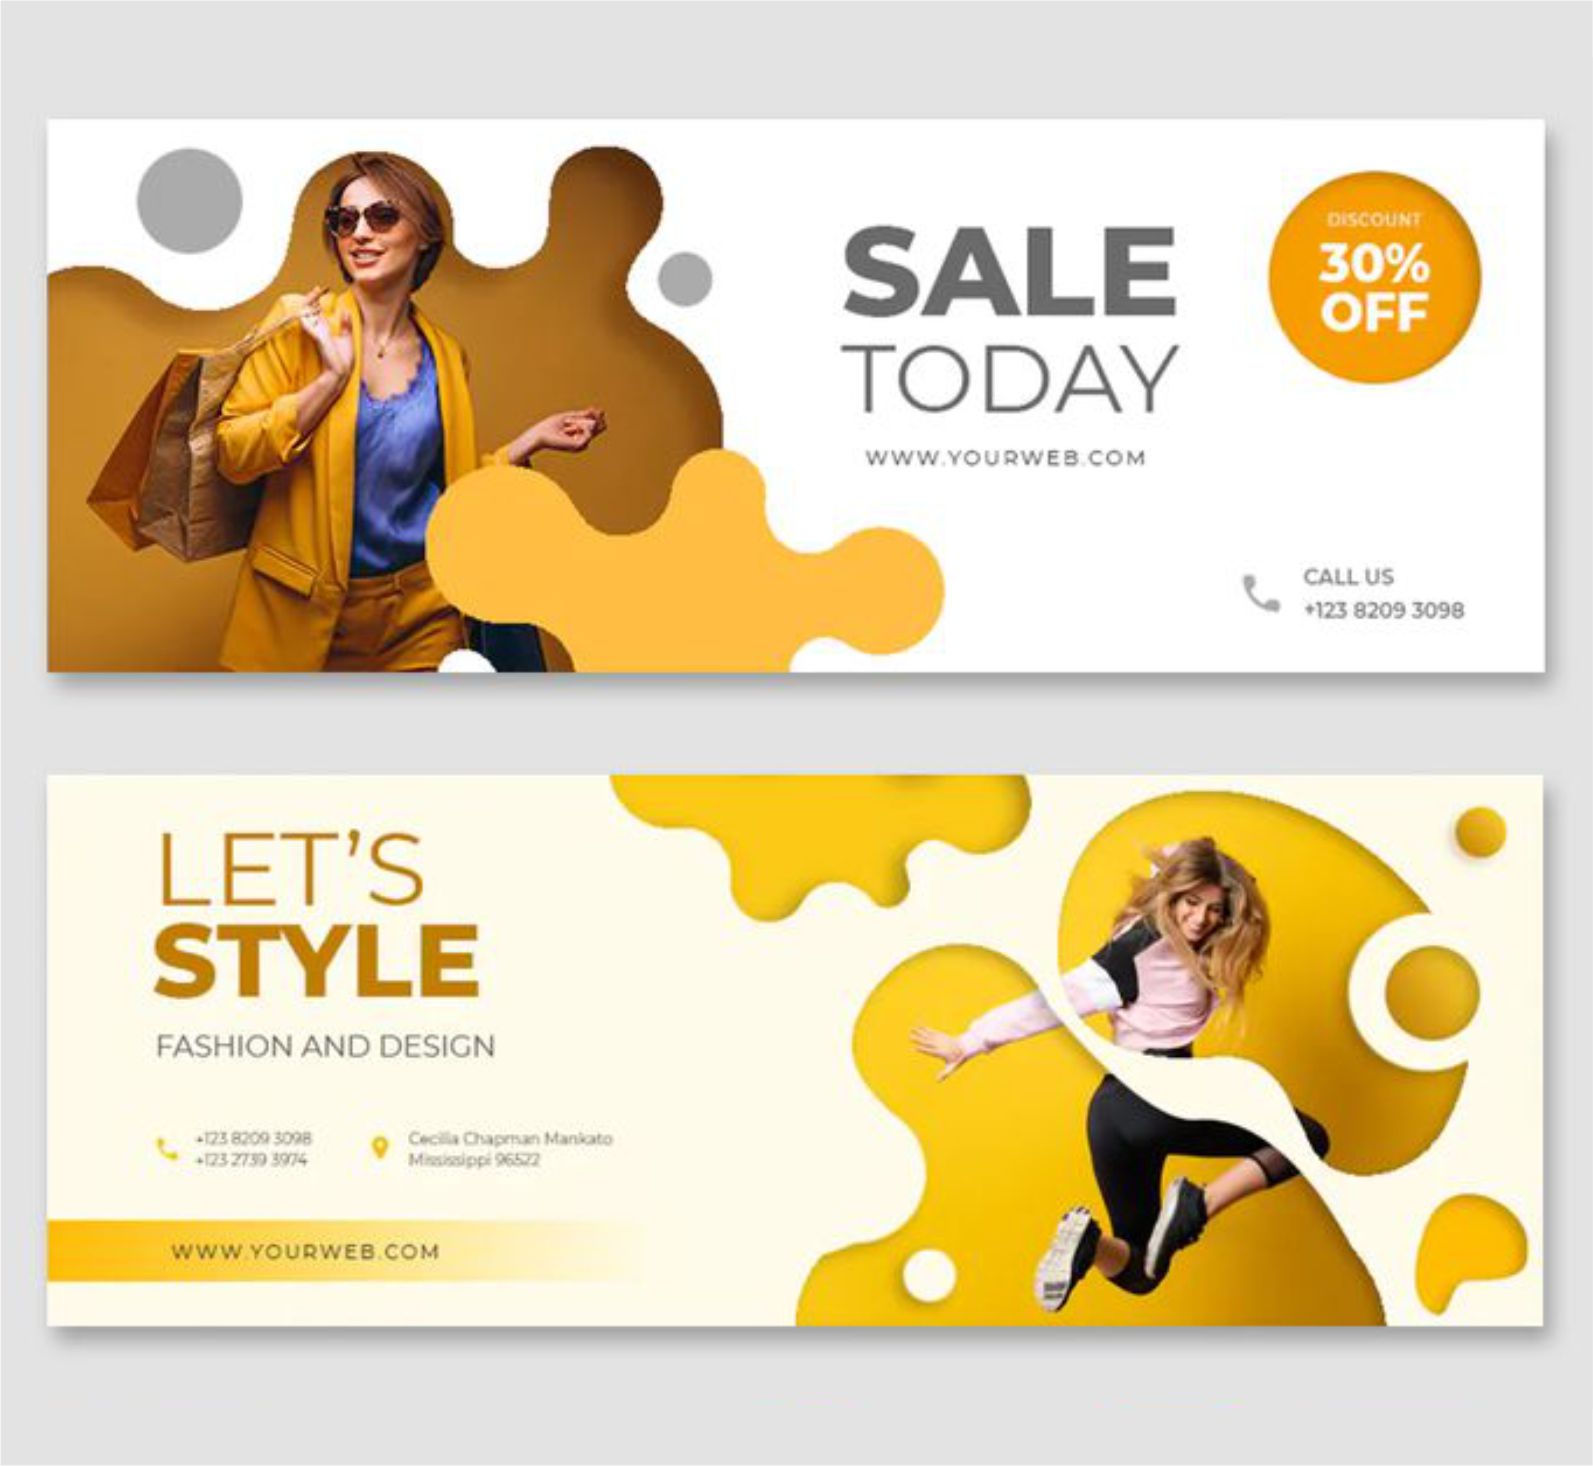 SALE
TODAY
WWW.YOURWEB.COM
DISCOUNT
30%
OFF
CALL US
+123 8209 3098
LET'S
STYLE
FASHION AND DESIGN
+123 8209 3098
+123 2739 3974
Cecilia Chapman Mankato
Mississippi 96522
WWW.YOURWEB.COM